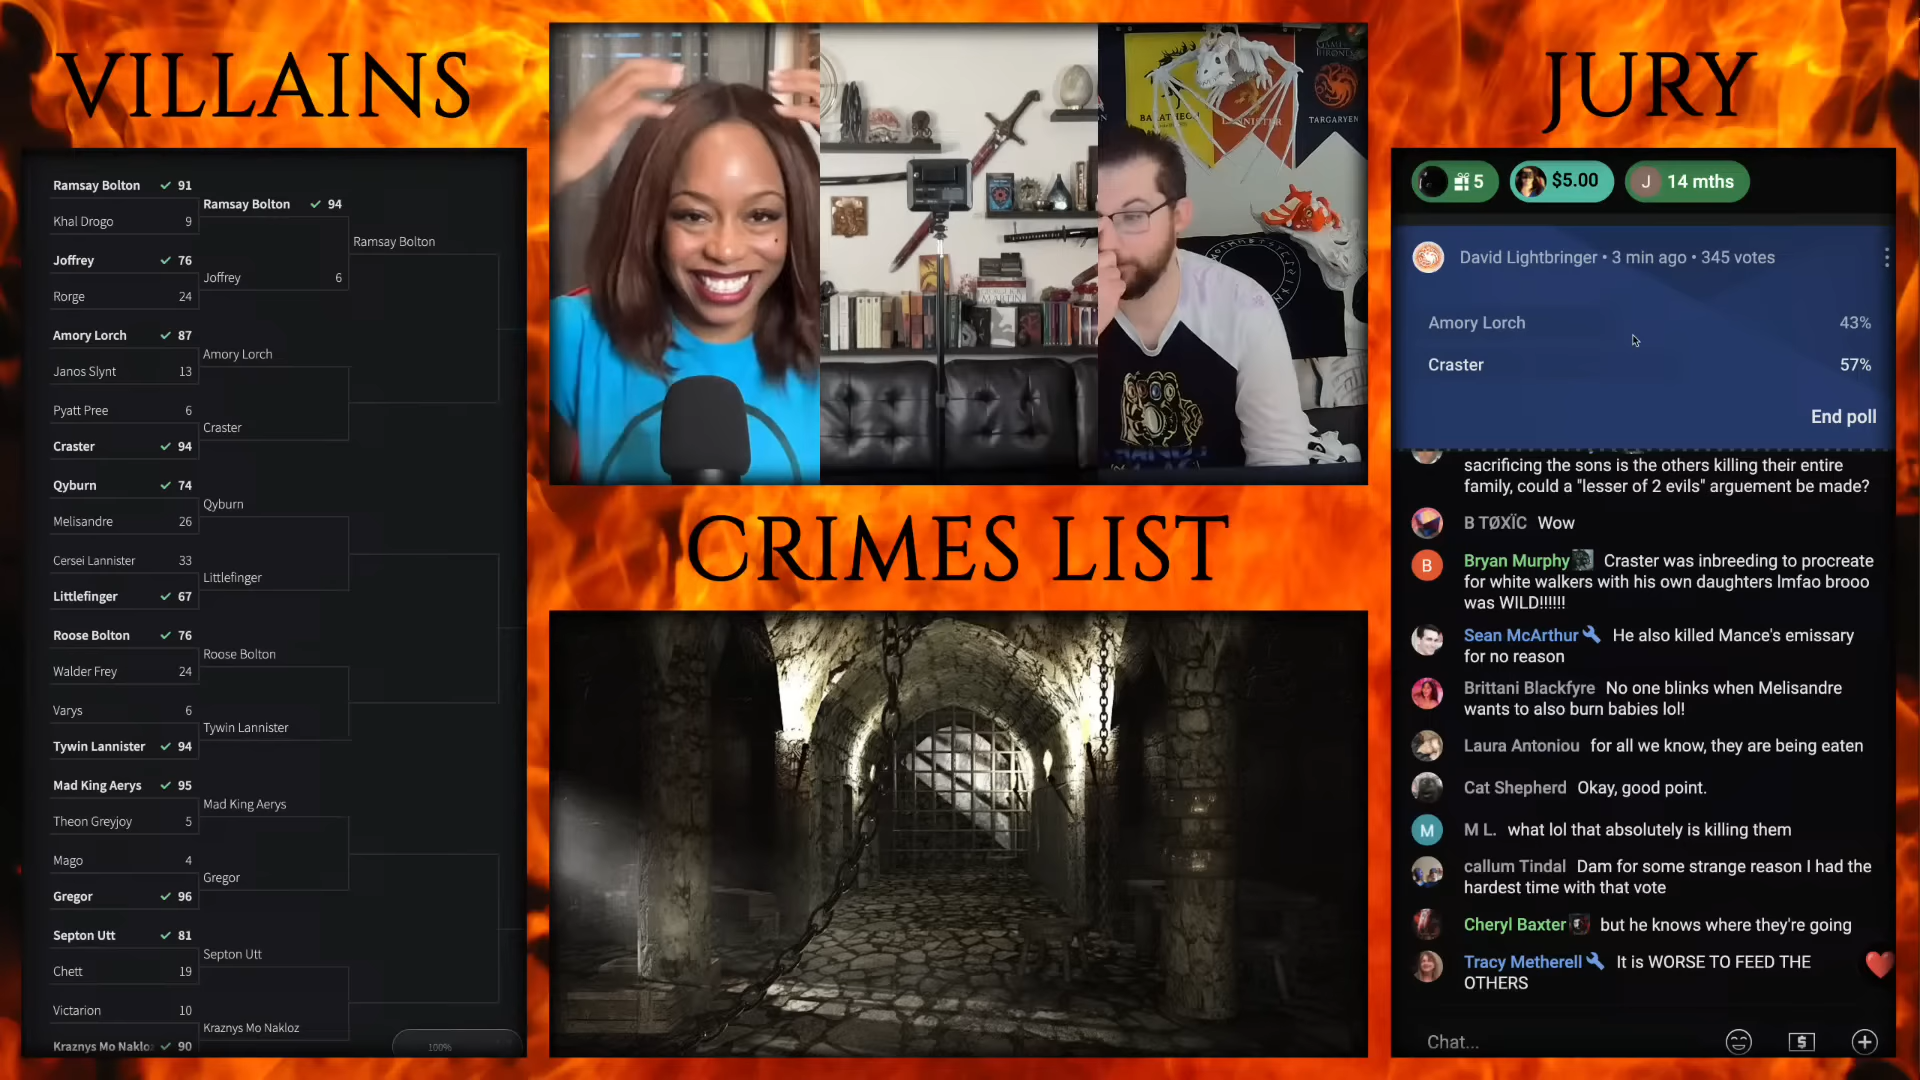 VILLAINS
Ramsay Bolton ✓ 91
Khal Drogo 9
Ramsay Bolton ✓ 94
Ramsay Bolton
Joffrey ✓ 76
Rorge 24
Joffrey 6
Amory Lorch ✓ 87
Janos Slynt 13
Amory Lorch
Pyatt Pree 6
Craster ✓ 94
Craster
Qyburn ✓ 74
Melisandre 26
Qyburn
Cersei Lannister 33
Littlefinger ✓ 67
Littlefinger
Roose Bolton ✓ 76
Walder Frey 24
Roose Bolton
Varys 6
Tywin Lannister ✓ 94
Tywin Lannister
Mad King Aerys ✓ 95
Theon Greyjoy 5
Mad King Aerys
Mago 4
Gregor ✓ 96
Gregor
Septon Utt ✓ 81
Chett 19
Septon Utt
Victarion 10
Kraznys Mo Nakloz
✓ 90
100%
GAME OF THRONES
BARATHEON
LANNISTER
TARGARYEN
MARTIN
CRIMES LIST
JURY
5
$5.00
J 14 mths
David Lightbringer • 3 min ago • 345 votes
Amory Lorch 43%
Craster 57%
End poll
sacrificing the sons is the others killing their entire
family, could a "lesser of 2 evils" arguement be made?
B TØXÏC Wow
B Bryan Murphy Craster was inbreeding to procreate
for white walkers with his own daughters lmfao brooo
was WILD!!!!!!
Sean McArthur He also killed Mance's emissary
for no reason
Brittani Blackfyre No one blinks when Melisandre
wants to also burn babies lol!
Laura Antoniou for all we know, they are being eaten
Cat Shepherd Okay, good point.
M M L. what lol that absolutely is killing them
callum Tindal Dam for some strange reason I had the
hardest time with that vote
Cheryl Baxter but he knows where they're going
Tracy Metherell It is WORSE TO FEED THE
OTHERS
Chat...